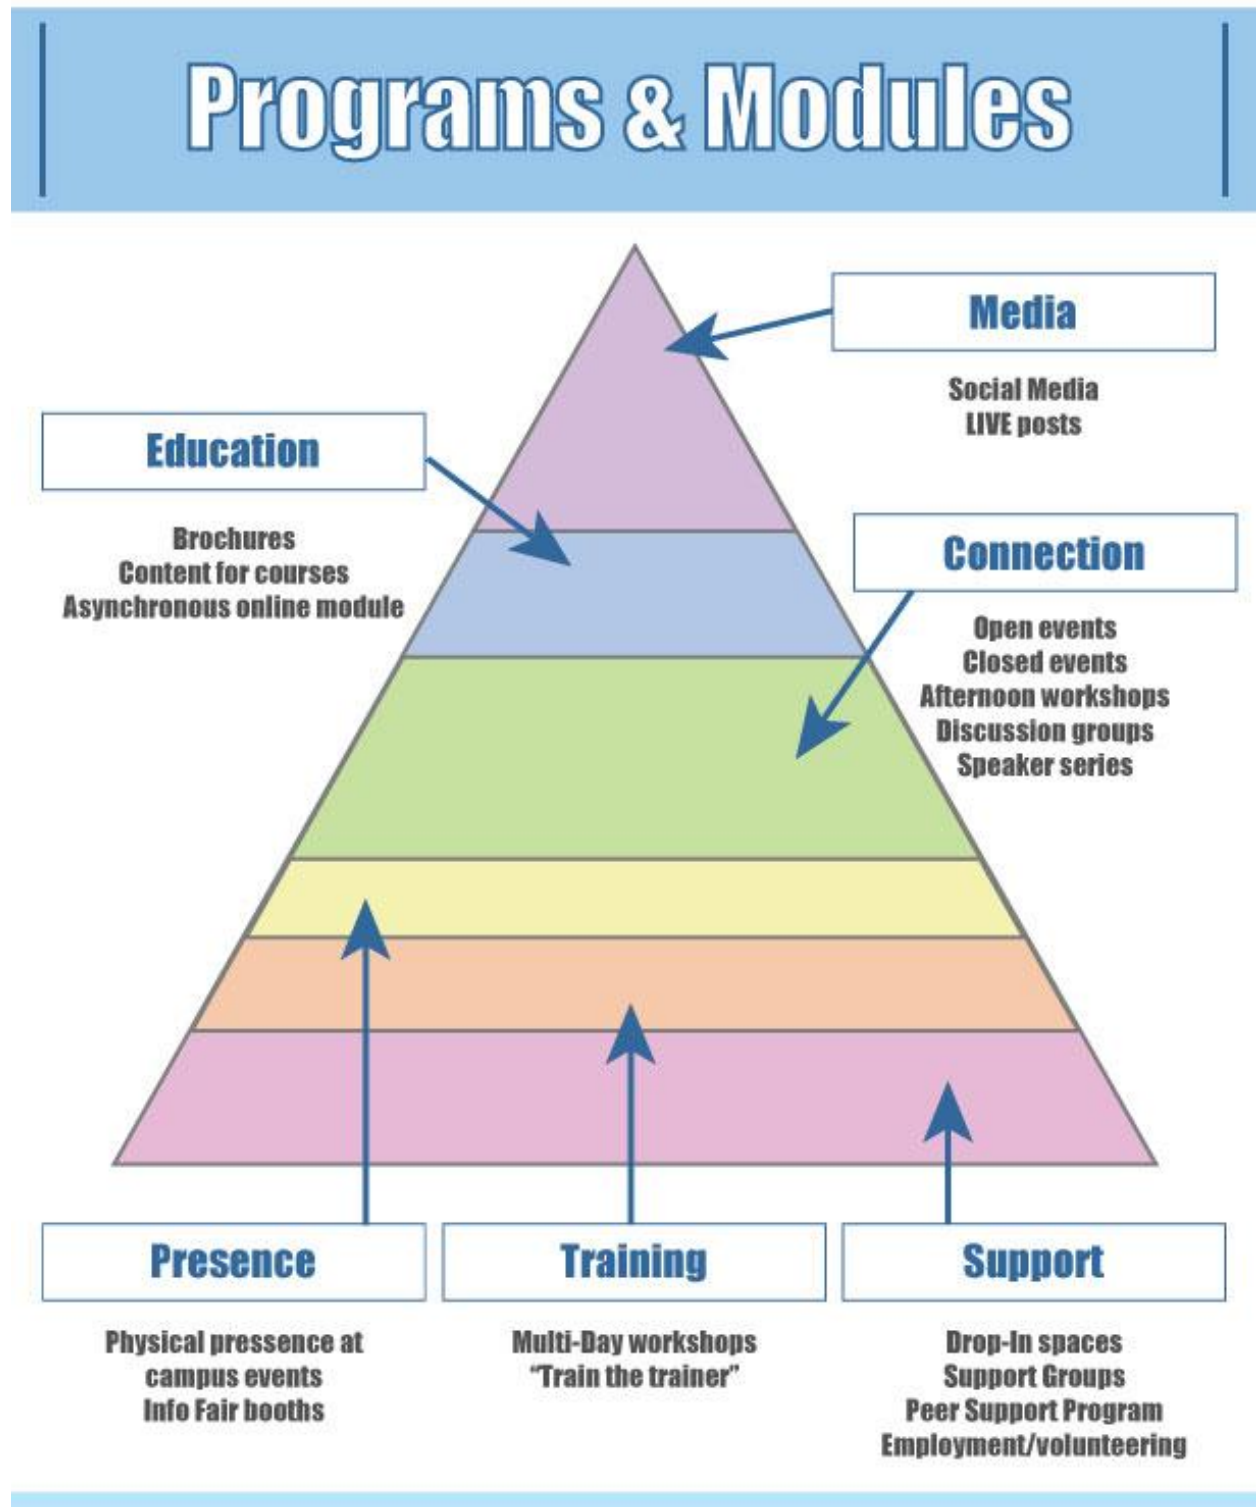 Programs & Modules
Media
Social Media
LIVE posts
Education
Brochures
Content for courses
Asynchronous online module
Connection
Open events
Closed events
Afternoon workshops
Discussion groups
Speaker series
Presence
Physical pressence at
campus events
Info Fair booths
Training
Multi-Day workshops
“Train the trainer”
Support
Drop-In spaces
Support Groups
Peer Support Program
Employment/volunteering